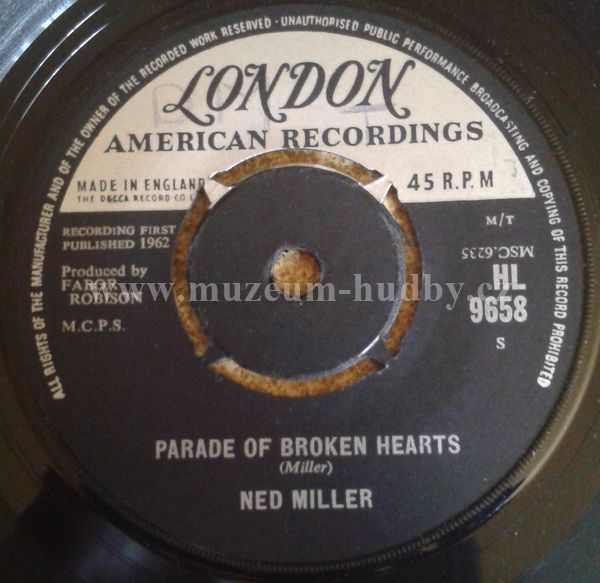 ALL RIGHTS OF THE MANUFACTURER AND OF THE OWNER OF THE RECORDED WORK RESERVED · UNAUTHORISED PUBLIC PERFORMANCE BROADCASTING AND COPYING OF THIS RECORD PROHIBITED
LONDON
AMERICAN RECORDINGS
MADE IN ENGLAND
THE DECCA RECORD CO. L
45 R.P.M
RECORDING FIRST
PUBLISHED 1962
M/T
MSC.6235
Produced by
FABOR
ROBISON
HL
9658
www.muzeum-hudby.cz
M.C.P.S.
S
PARADE OF BROKEN HEARTS
(Miller)
NED MILLER